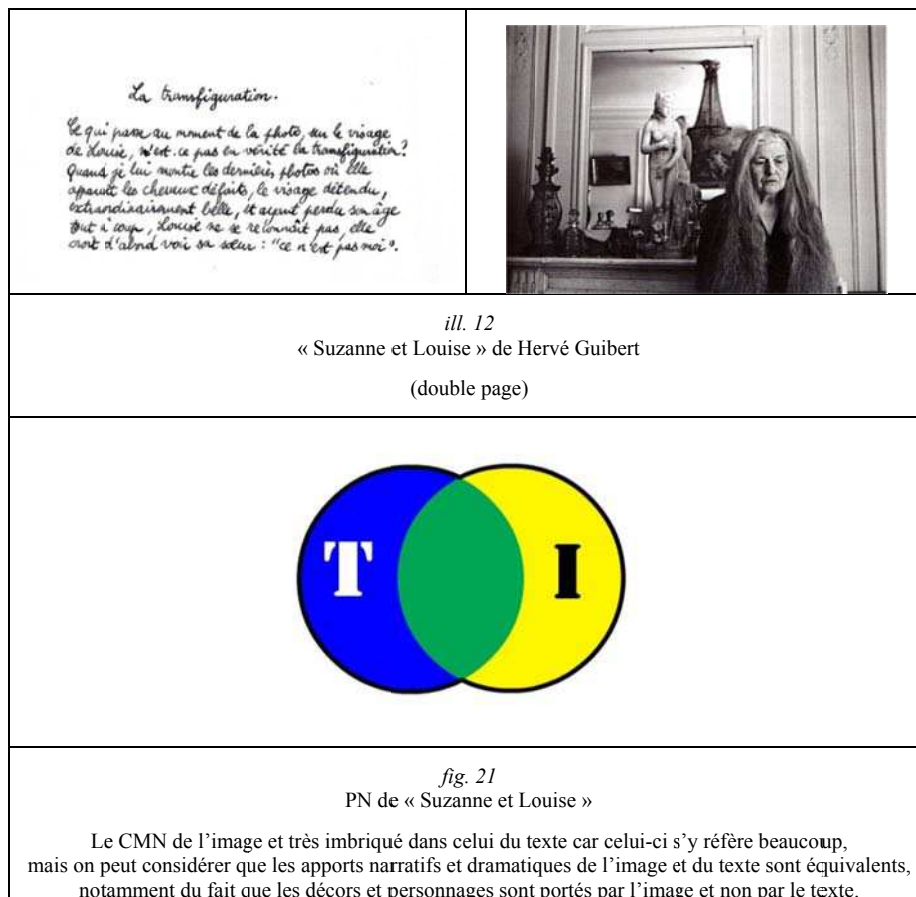 La transfiguration.
Ce qui passe au moment de la photo, sur le visage
de Louise, n'est-ce pas en vérité la transfiguration?
Quand je lui montre les dernières photos où elle
apparaît les cheveux défaits, le visage détendu,
extraordinairement belle, et ayant perdu son âge
tout à coup, Louise ne se reconnaît pas, elle
croit d'abord voir sa sœur : "ce n'est pas moi".
ill. 12
« Suzanne et Louise » de Hervé Guibert
(double page)
T I
fig. 21
PN de « Suzanne et Louise »
Le CMN de l’image et très imbriqué dans celui du texte car celui-ci s’y réfère beaucoup,
mais on peut considérer que les apports narratifs et dramatiques de l’image et du texte sont équivalents,
notamment du fait que les décors et personnages sont portés par l’image et non par le texte.